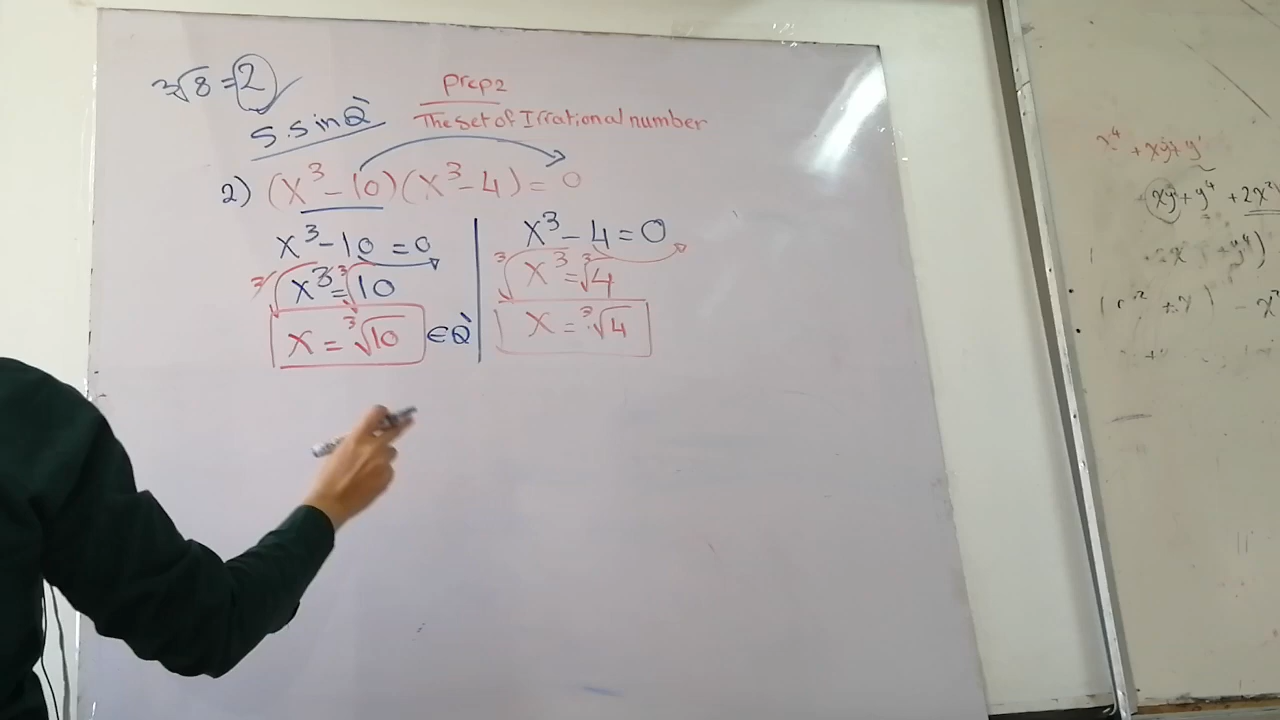 ∛8 = 2 ✓
Prep2
The set of Irrational number
S.S in Q̀
2) (x³ - 10)(x³ - 4) = 0
x³ - 10 = 0
∛x³ = ∛10
x = ∛10 ∈ Q̀
x³ - 4 = 0
∛x³ = ∛4
x = ∛4